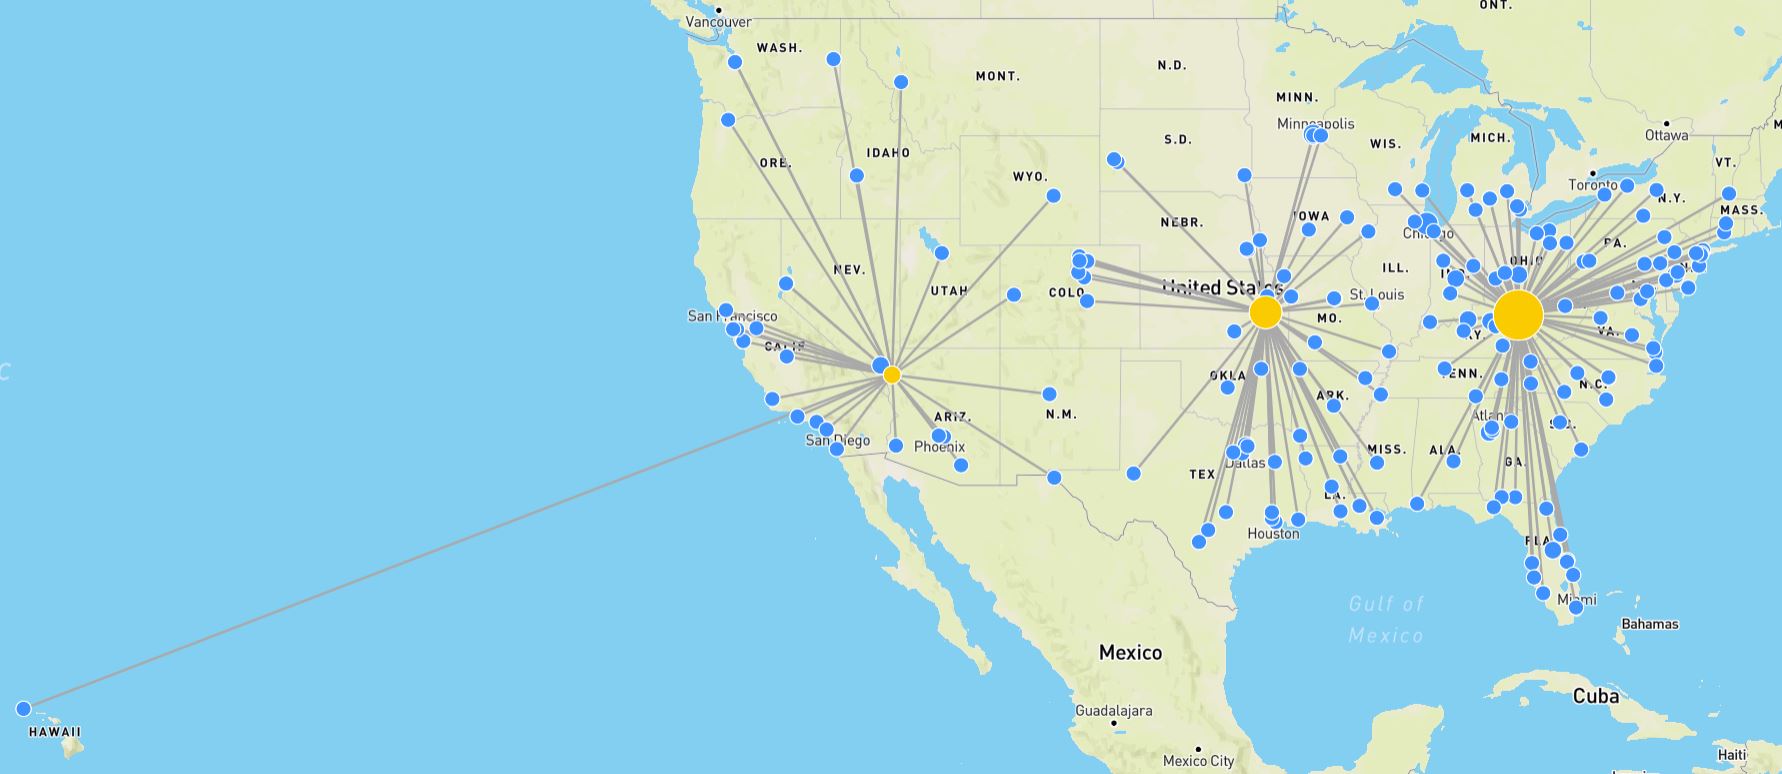 ONT.
Vancouver
WASH.
MONT.
N.D.
MINN.
Minneapolis
Ottawa
ORE.
IDAHO
S.D.
WIS.
MICH.
VT.
WYO.
Toronto
N.Y.
MASS.
NEBR.
IOWA
PA.
NEV.
UTAH
COLO.
United States
ILL.
OHIO
St. Louis
San Francisco
MO.
VA.
CALIF.
KY.
OKLA.
TENN.
N.C.
ARIZ.
N.M.
ARK.
San Diego
Phoenix
Dallas
TEX
MISS.
ALA.
GA.
S.C.
LA.
Houston
FLA.
Gulf of
Mexico
Miami
Bahamas
Mexico
Cuba
HAWAII
Guadalajara
Mexico City
Haiti